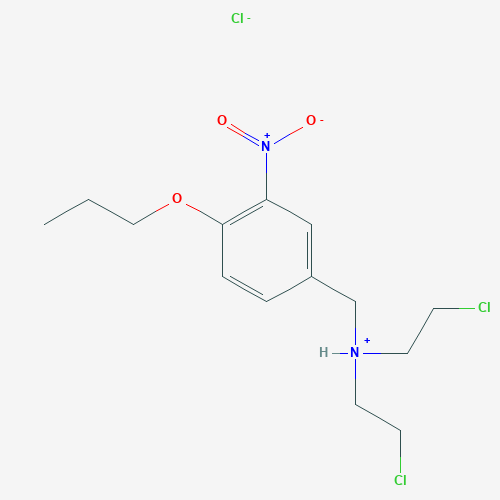 Cl -
O N + O -
O
Cl
H N +
Cl